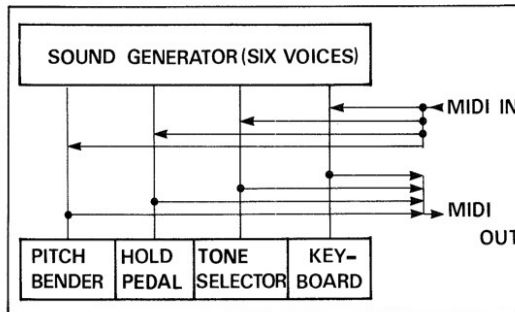 SOUND GENERATOR (SIX VOICES)
MIDI IN
MIDI
OUT
PITCH
BENDER
HOLD
PEDAL
TONE
SELECTOR
KEY-
BOARD